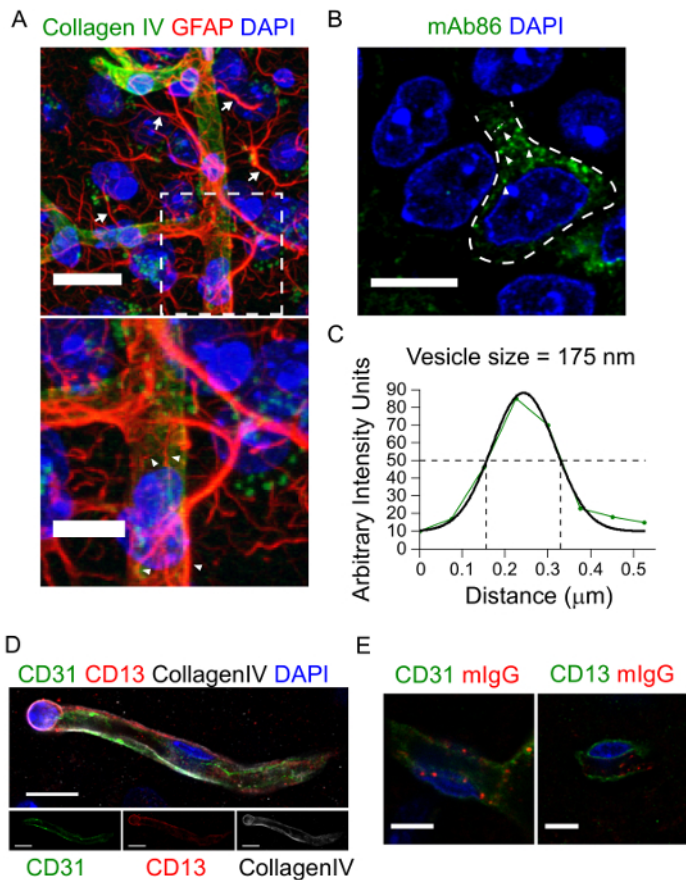 A
Collagen IV GFAP DAPI
B
mAb86 DAPI
C
Vesicle size = 175 nm
Arbitrary Intensity Units
90
80
70
60
50
40
30
20
10
0
0 0.1 0.2 0.3 0.4 0.5
Distance (μm)
D
CD31 CD13 CollagenIV DAPI
CD31 CD13 CollagenIV
E
CD31 mIgG CD13 mIgG